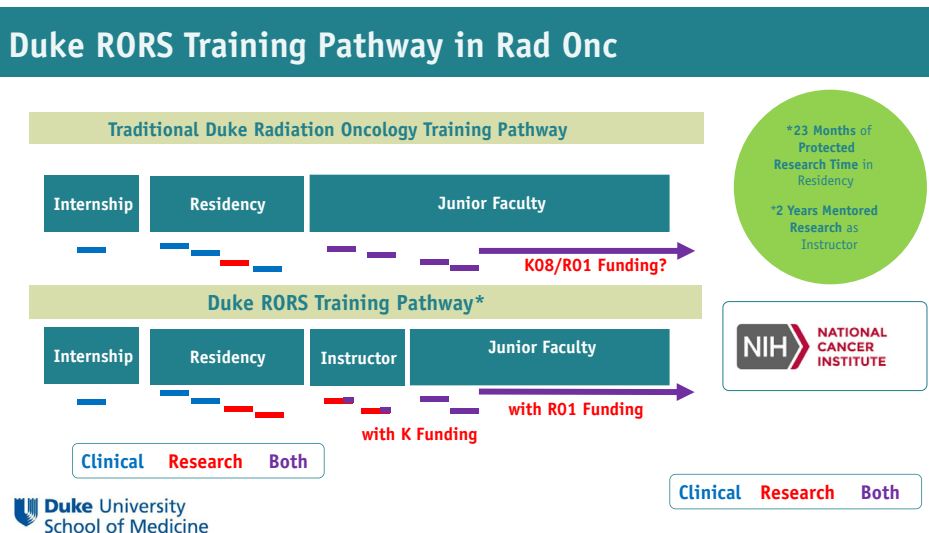 Duke RORS Training Pathway in Rad Onc
Traditional Duke Radiation Oncology Training Pathway
Internship
Residency
Junior Faculty
K08/RO1 Funding?
Duke RORS Training Pathway*
Internship
Residency
Instructor
Junior Faculty
with RO1 Funding
with K Funding
Clinical Research Both
*23 Months of
Protected
Research Time in
Residency
*2 Years Mentored
Research as
Instructor
NIH
NATIONAL
CANCER
INSTITUTE
Clinical Research Both
Duke University
School of Medicine